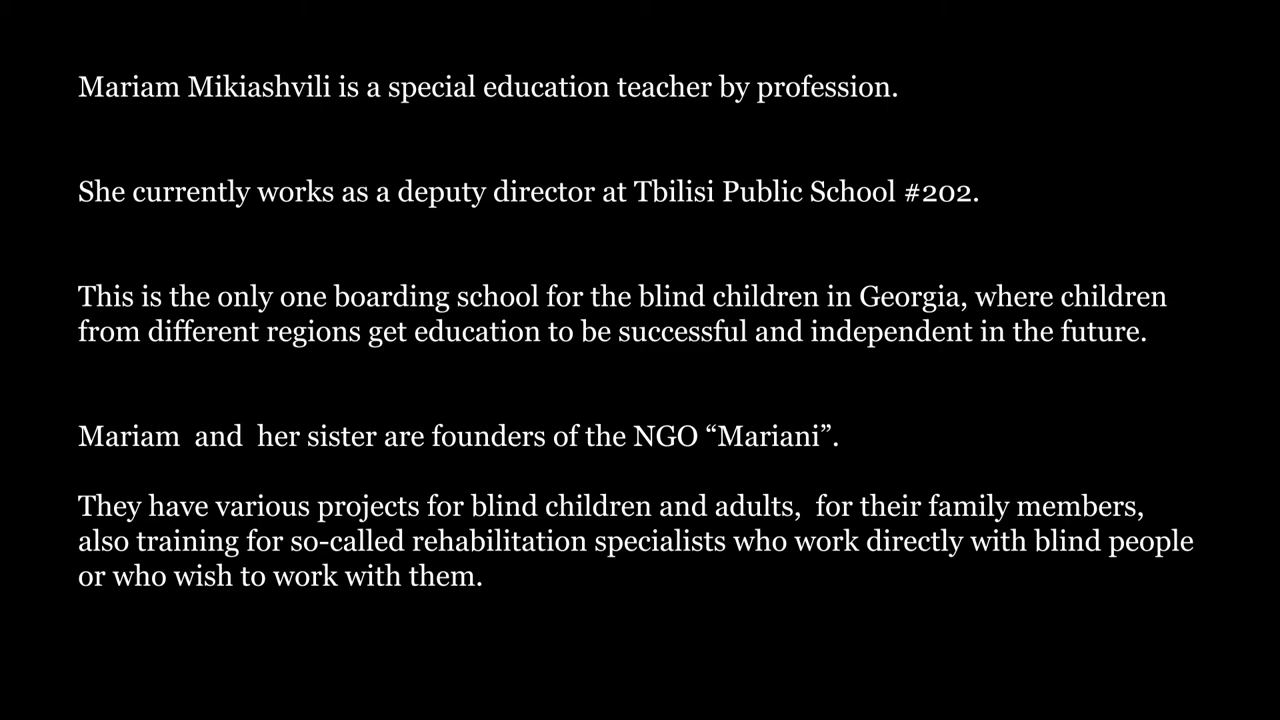 Mariam Mikiashvili is a special education teacher by profession.
She currently works as a deputy director at Tbilisi Public School #202.
This is the only one boarding school for the blind children in Georgia, where children
from different regions get education to be successful and independent in the future.
Mariam  and  her sister are founders of the NGO “Mariani”.
They have various projects for blind children and adults,  for their family members,
also training for so-called rehabilitation specialists who work directly with blind people
or who wish to work with them.